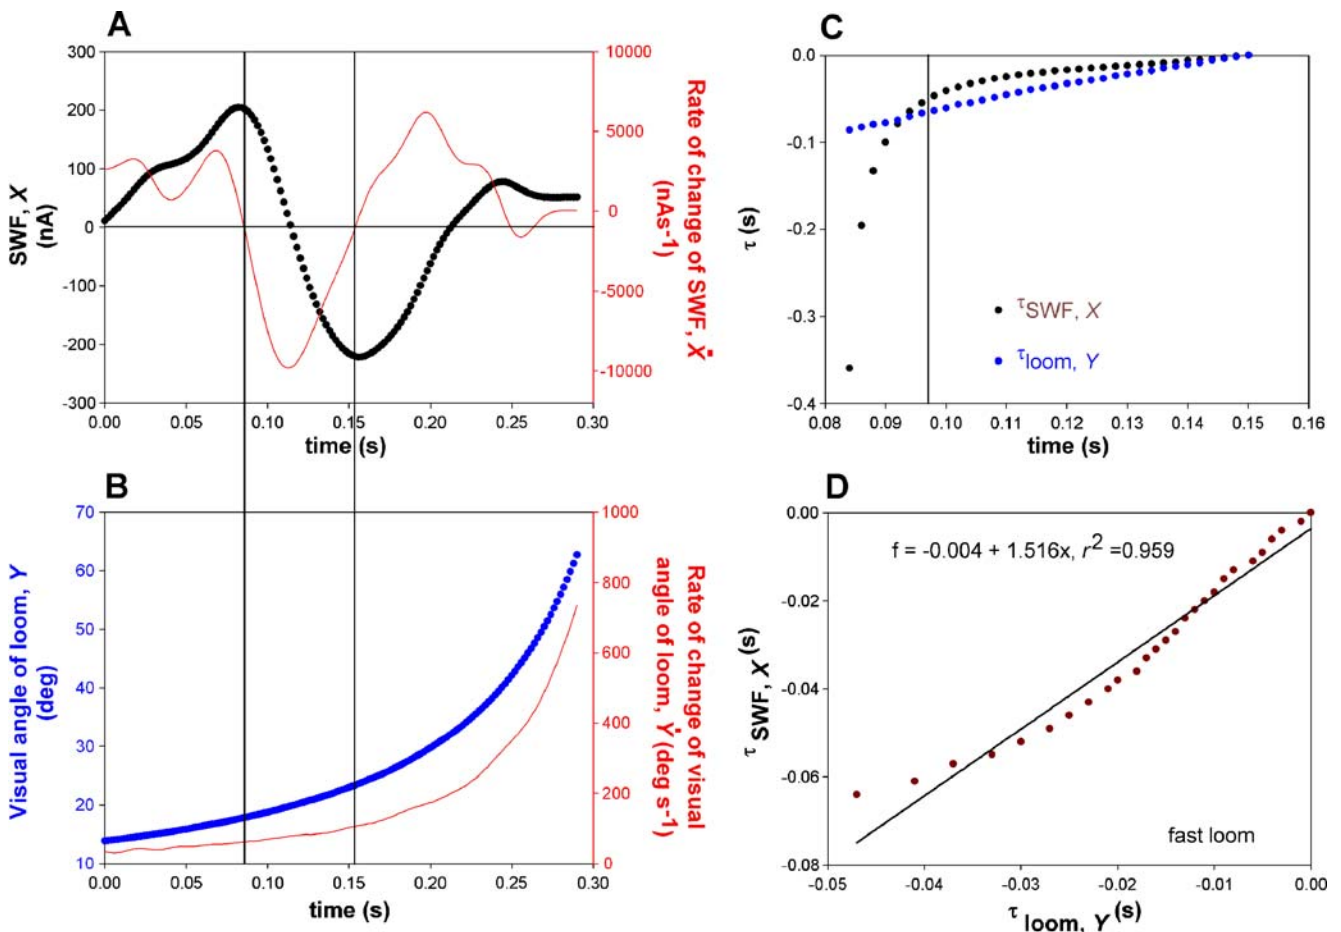 A
300
200
100
0
-100
-200
-300
SWF, X
(nA)
10000
5000
0
-5000
-10000
Rate of change of SWF, Ẋ
(nAs-1)
0.00 0.05 0.10 0.15 0.20 0.25 0.30
time (s)
C
0.0
-0.1
-0.2
-0.3
-0.4
τ (s)
τSWF, X
τloom, Y
0.08 0.09 0.10 0.11 0.12 0.13 0.14 0.15 0.16
time (s)
B
70
60
50
40
30
20
10
Visual angle of loom, Y
(deg)
1000
800
600
400
200
0
Rate of change of visual
angle of loom, Ẏ (deg s-1)
0.00 0.05 0.10 0.15 0.20 0.25 0.30
time (s)
D
0.00
-0.02
-0.04
-0.06
-0.08
τ SWF, X (s)
f = -0.004 + 1.516x, r2 =0.959
fast loom
-0.05 -0.04 -0.03 -0.02 -0.01 0.00
τ loom, Y (s)